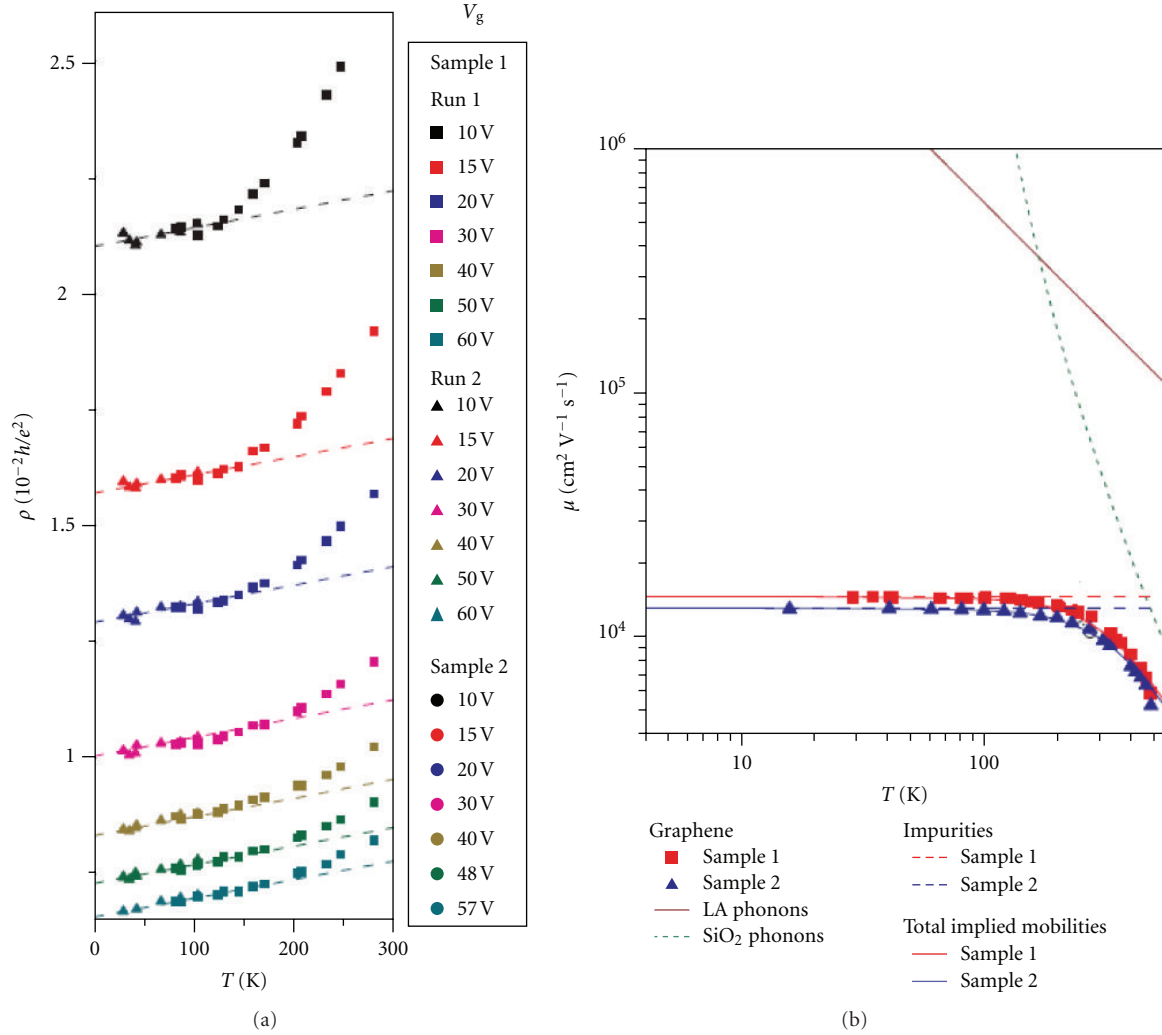 V_g
2.5
2
1.5
1
ρ (10⁻² h/e²)
0
100
200
300
T (K)
(a)
Sample 1
Run 1
10 V
15 V
20 V
30 V
40 V
50 V
60 V
Run 2
10 V
15 V
20 V
30 V
40 V
50 V
60 V
Sample 2
10 V
15 V
20 V
30 V
40 V
48 V
57 V
10⁶
10⁵
10⁴
μ (cm² V⁻¹ s⁻¹)
10
100
T (K)
Graphene
Sample 1
Sample 2
LA phonons
SiO₂ phonons
Impurities
Sample 1
Sample 2
Total implied mobilities
Sample 1
Sample 2
(b)